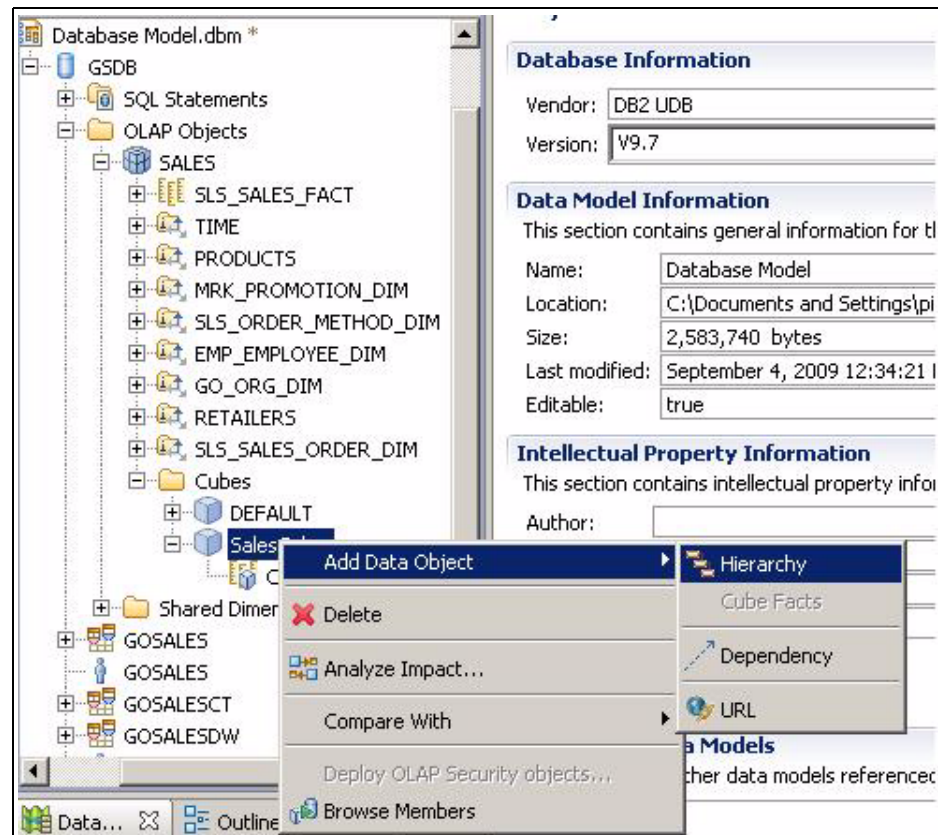 Database Model.dbm *
GSDB
SQL Statements
OLAP Objects
SALES
SLS_SALES_FACT
TIME
PRODUCTS
MRK_PROMOTION_DIM
SLS_ORDER_METHOD_DIM
EMP_EMPLOYEE_DIM
GO_ORG_DIM
RETAILERS
SLS_SALES_ORDER_DIM
Cubes
DEFAULT
Sales
C
Shared Dimer
GOSALES
GOSALES
GOSALESCT
GOSALESDW
Data...
Outline
Database Information
Vendor: DB2 UDB
Version: V9.7
Data Model Information
This section contains general information for t
Name: Database Model
Location: C:\Documents and Settings\pi
Size: 2,583,740 bytes
Last modified: September 4, 2009 12:34:21
Editable: true
Intellectual Property Information
This section contains intellectual property info
Author:
a Models
ther data models referenced
Add Data Object
Delete
Analyze Impact...
Compare With
Deploy OLAP Security objects...
Browse Members
Hierarchy
Cube Facts
Dependency
URL